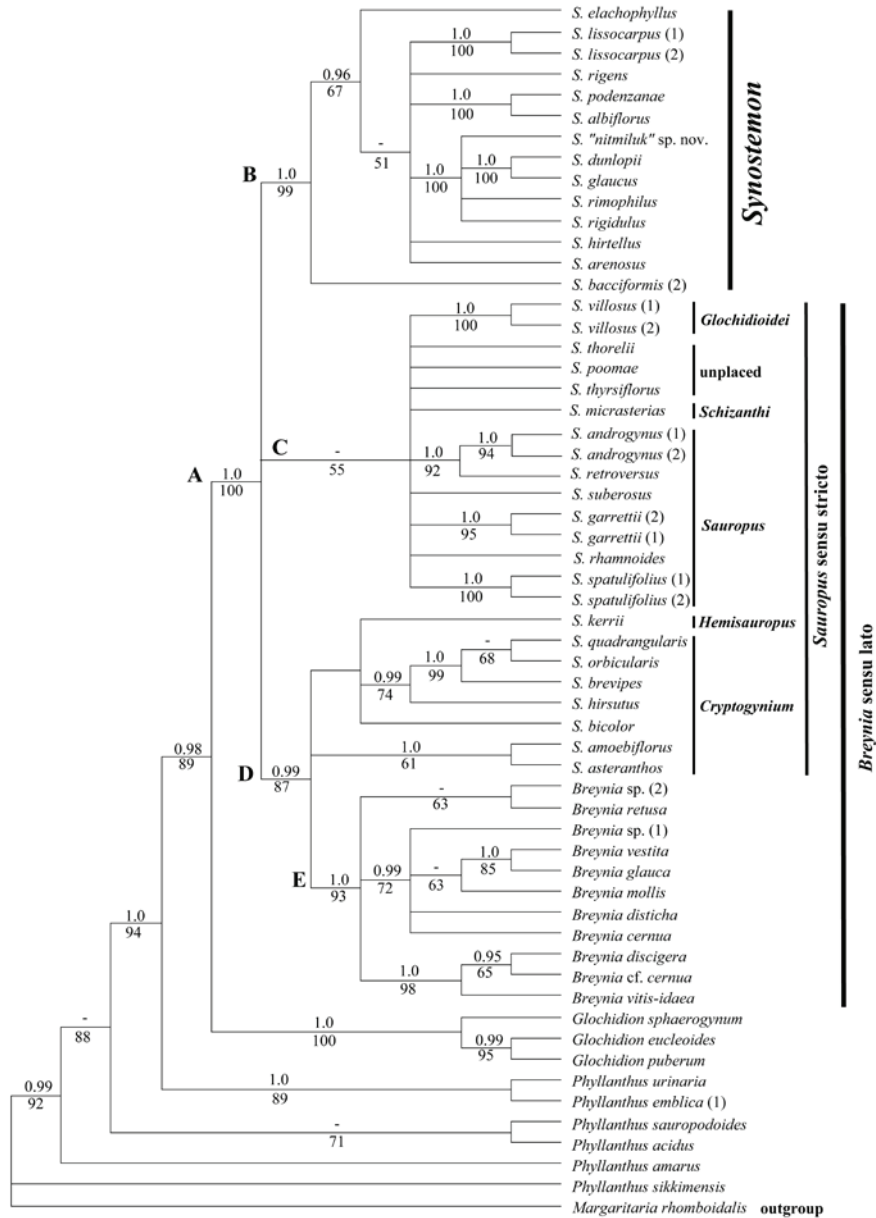 S. elachophyllus
1.0
S. lissocarpus (1)
100
S. lissocarpus (2)
0.96
67
S. rigens
1.0
S. podenzanae
100
S. albiflorus
-
51
S. "nitmiluk" sp. nov.
1.0
100
1.0
S. dunlopii
100
S. glaucus
B
1.0
99
S. rimophilus
S. rigidulus
S. hirtellus
S. arenosus
S. bacciformis (2)
Synostemon
1.0
S. villosus (1)
100
S. villosus (2)
Glochidioidei
S. thorelii
S. poomae
unplaced
S. thyrsiflorus
S. micrasterias
Schizanthi
C
-
55
1.0
92
1.0
S. androgynus (1)
94
S. androgynus (2)
A
1.0
100
S. retroversus
S. suberosus
1.0
S. garrettii (2)
95
S. garrettii (1)
Sauropus
S. rhamnoides
1.0
S. spatulifolius (1)
100
S. spatulifolius (2)
S. kerrii
Hemisauropus
-
S. quadrangularis
68
S. orbicularis
1.0
99
S. brevipes
0.99
74
S. hirsutus
Cryptogynium
S. bicolor
0.98
89
1.0
S. amoebiflorus
61
S. asteranthos
D
0.99
87
Sauropus sensu stricto
Breynia sensu lato
-
Breynia sp. (2)
63
Breynia retusa
Breynia sp. (1)
1.0
Breynia vestita
85
Breynia glauca
E
1.0
93
0.99
72
-
63
Breynia mollis
Breynia disticha
Breynia cernua
1.0
94
0.95
Breynia discigera
65
Breynia cf. cernua
1.0
98
Breynia vitis-idaea
1.0
100
Glochidion sphaerogynum
0.99
Glochidion eucleoides
95
Glochidion puberum
-
88
1.0
Phyllanthus urinaria
89
Phyllanthus emblica (1)
0.99
92
-
Phyllanthus sauropodoides
71
Phyllanthus acidus
Phyllanthus amarus
Phyllanthus sikkimensis
Margaritaria rhomboidalis outgroup